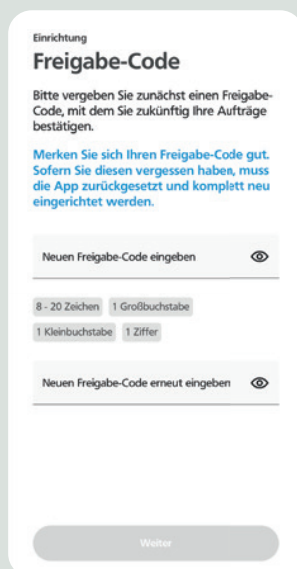 Einrichtung
Freigabe-Code
Bitte vergeben Sie zunächst einen Freigabe-
Code, mit dem Sie zukünftig Ihre Aufträge
bestätigen.
Merken Sie sich Ihren Freigabe-Code gut.
Sofern Sie diesen vergessen haben, muss
die App zurückgesetzt und komplett neu
eingerichtet werden.
Neuen Freigabe-Code eingeben
8 - 20 Zeichen 1 Großbuchstabe
1 Kleinbuchstabe 1 Ziffer
Neuen Freigabe-Code erneut eingeben
Weiter